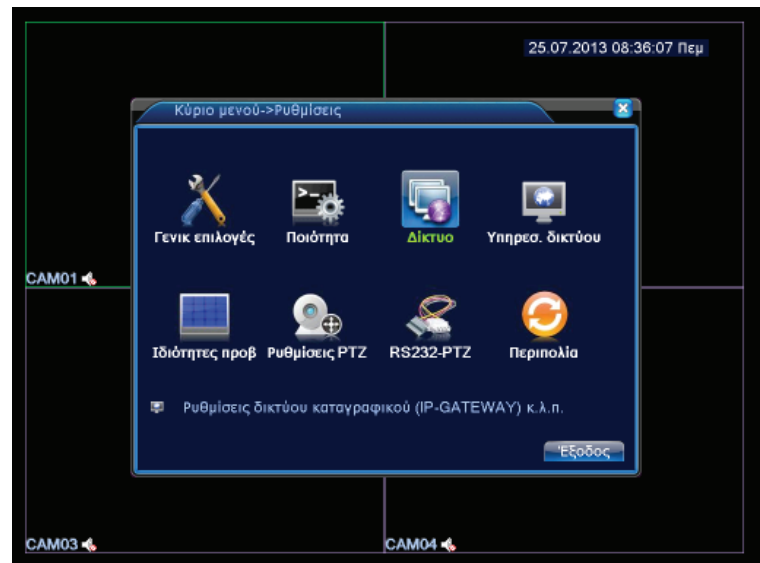 25.07.2013 08:36:07 Πεμ
Κύριο μενού->Ρυθμίσεις
Γενικ επιλογές Ποιότητα Δίκτυο Υπηρεσ. δικτύου
CAM01
Ιδιότητες προβ Ρυθμίσεις PTZ RS232-PTZ Περιπολία
Ρυθμίσεις δικτύου καταγραφικού (IP-GATEWAY) κ.λ.π.
Έξοδος
CAM03 CAM04